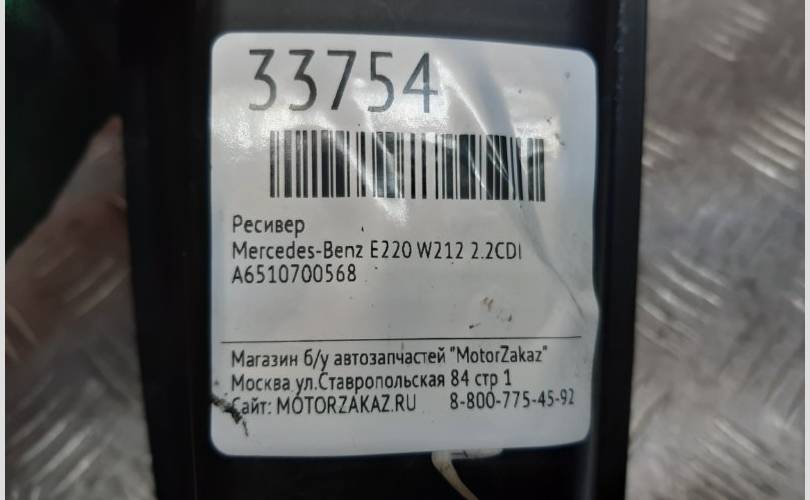 33754
Ресивер
Mercedes-Benz E220 W212 2.2CDI
A6510700568
Магазин б/у автозапчастей "MotorZakaz"
Москва ул.Ставропольская 84 стр 1
Сайт: MOTORZAKAZ.RU 8-800-775-45-92